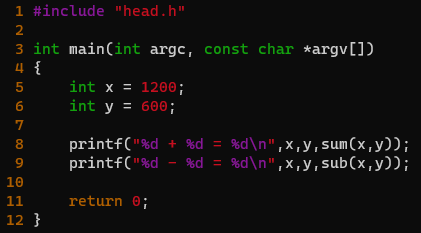 1 #include "head.h"
2
3 int main(int argc, const char *argv[])
4 {
5     int x = 1200;
6     int y = 600;
7
8     printf("%d + %d = %d\n",x,y,sum(x,y));
9     printf("%d - %d = %d\n",x,y,sub(x,y));
10
11     return 0;
12 }